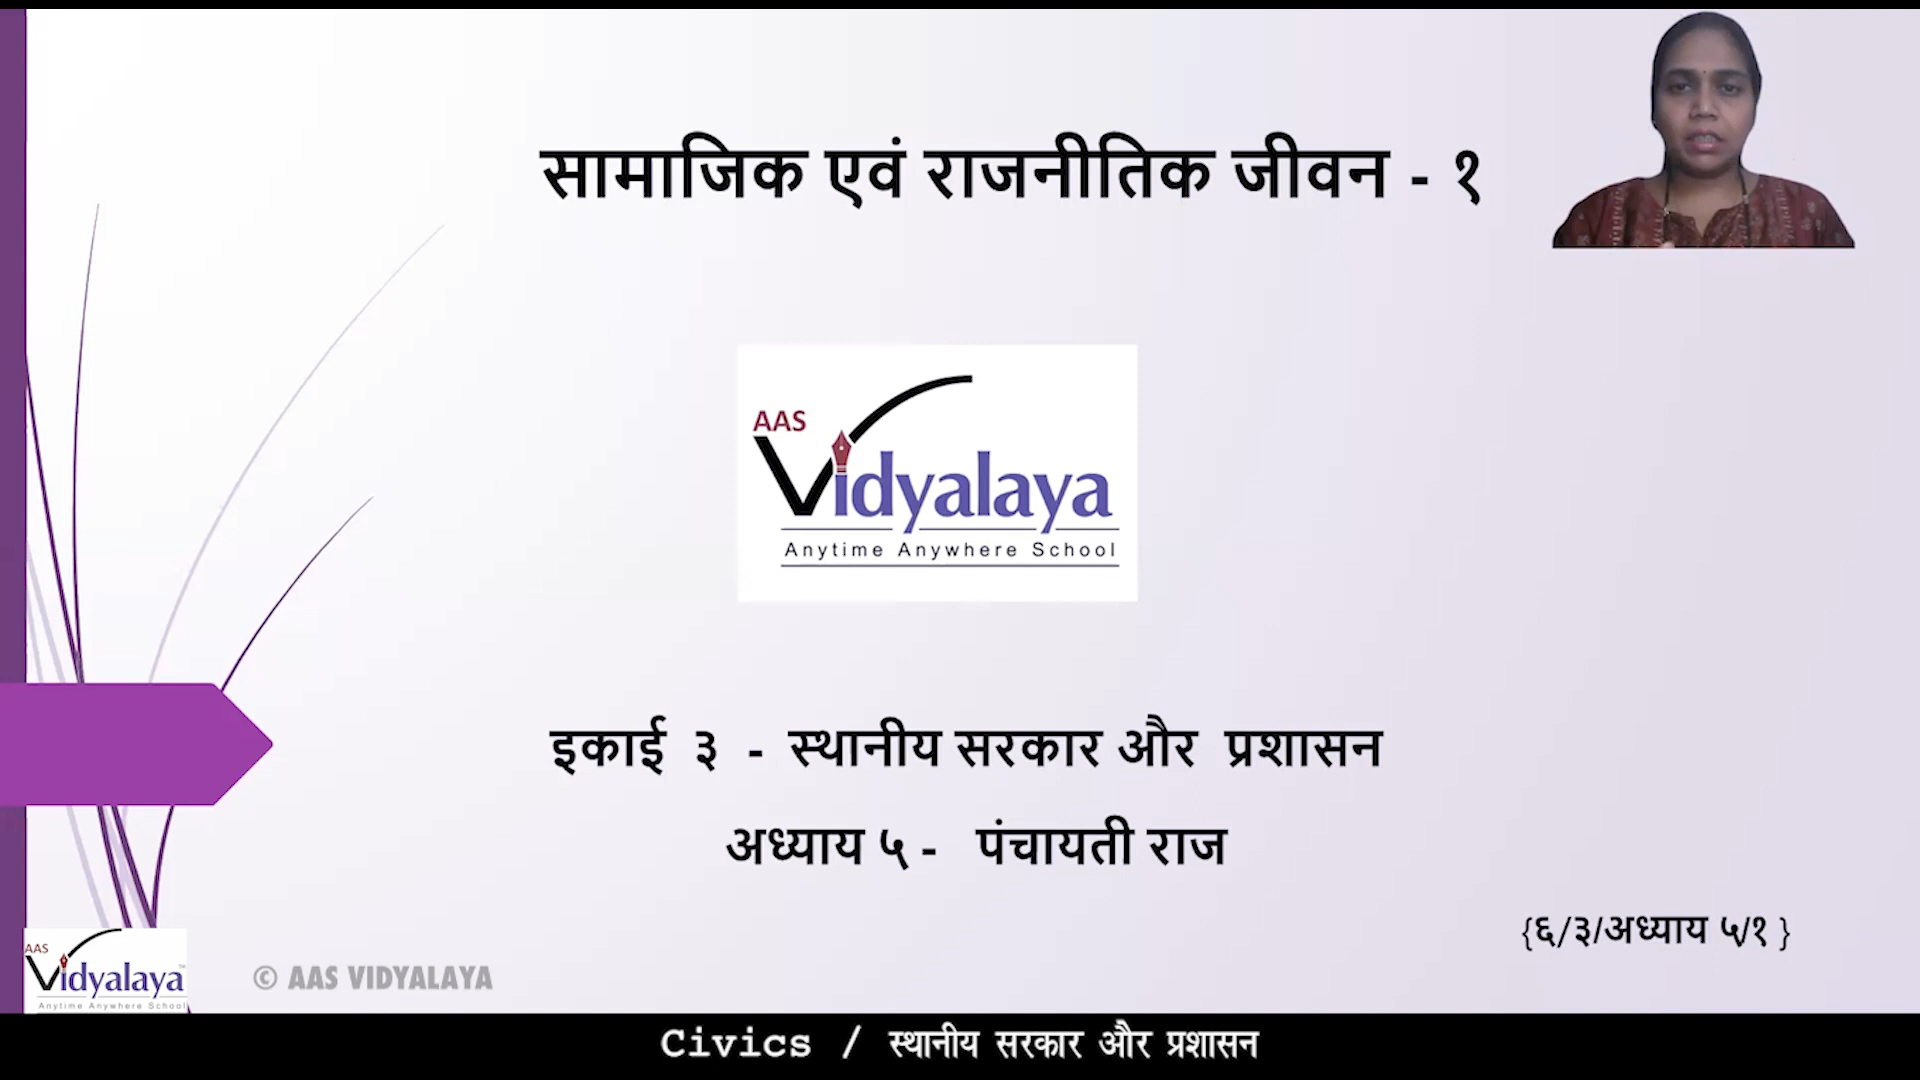 सामाजिक एवं राजनीतिक जीवन - १
AAS
Vidyalaya
Anytime Anywhere School
इकाई ३ - स्थानीय सरकार और प्रशासन
अध्याय ५ - पंचायती राज
{६/३/अध्याय ५/१ }
AAS
Vidyalaya
Anytime Anywhere School
© AAS VIDYALAYA
Civics / स्थानीय सरकार और प्रशासन